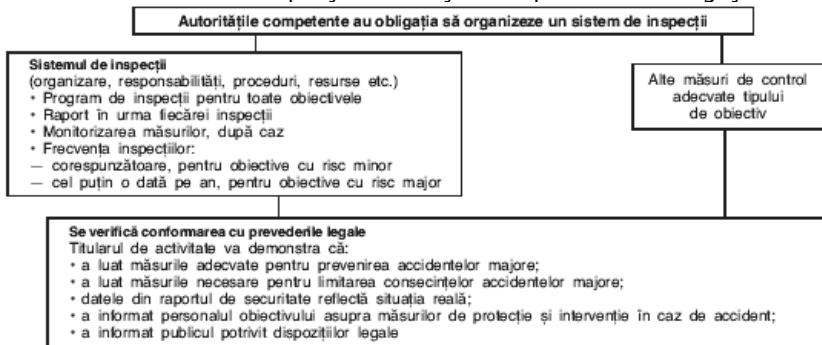 Autoritățile competente au obligația să organizeze un sistem de inspecții
Sistemul de inspecții
(organizare, responsabilități, proceduri, resurse etc.)
• Program de inspecții pentru toate obiectivele
• Raport în urma fiecărei inspecții
• Monitorizarea măsurilor, după caz
• Frecvența inspecțiilor:
— corespunzătoare, pentru obiective cu risc minor
— cel puțin o dată pe an, pentru obiective cu risc major
Alte măsuri de control
adecvate tipului
de obiectiv
Se verifică conformarea cu prevederile legale
Titularul de activitate va demonstra că:
• a luat măsurile adecvate pentru prevenirea accidentelor majore;
• a luat măsurile necesare pentru limitarea consecințelor accidentelor majore;
• datele din raportul de securitate reflectă situația reală;
• a informat personalul obiectivului asupra măsurilor de protecție și intervenție în caz de accident;
• a informat publicul potrivit dispozițiilor legale